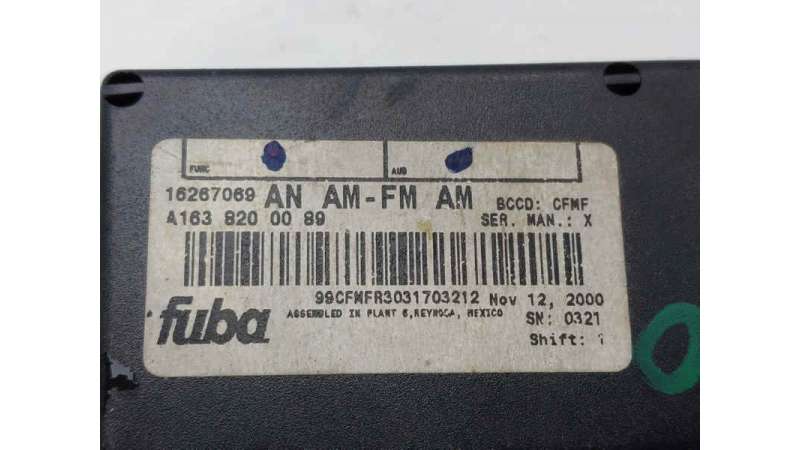 FUNC AUD
16267069 AN AM-FM AM BCCD: CFMF
A163 820 00 89 SER. MAN.: X
99CFMFR3031703212 Nov 12, 2000
fuba ASSEMBLED IN PLANT 6, REYNOSA, MEXICO SN: 0321
Shift: 1